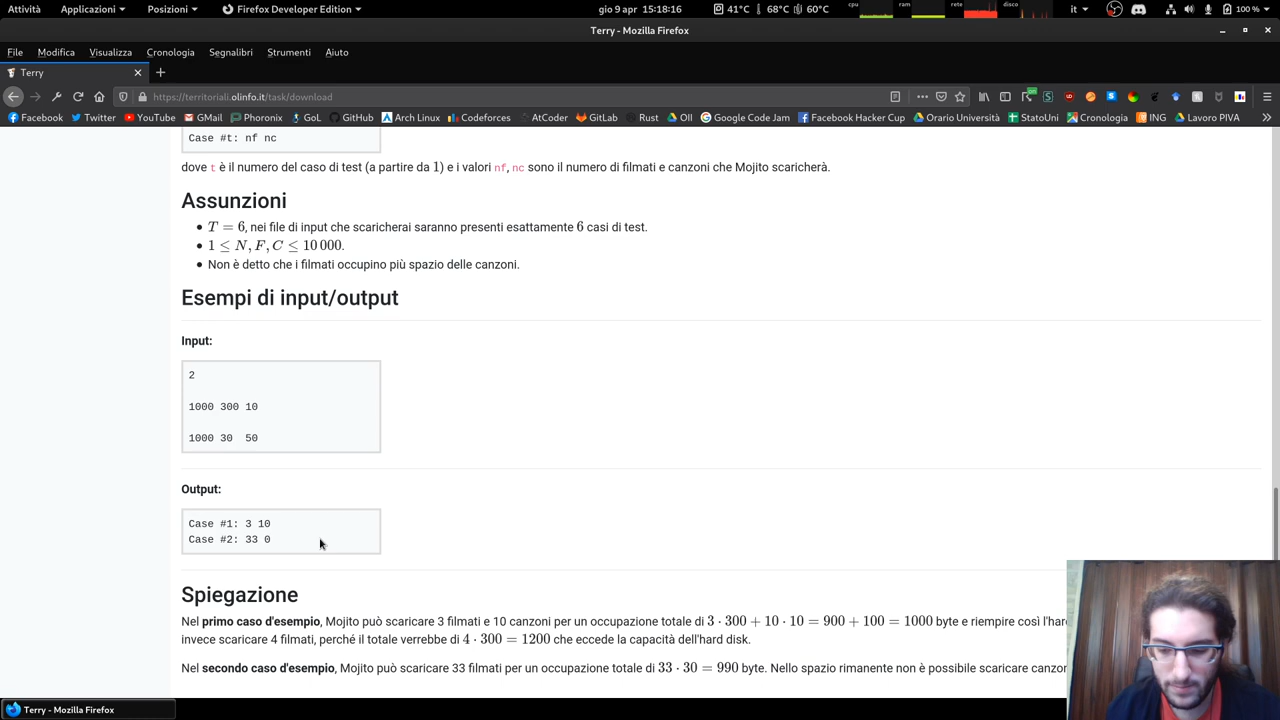 Attività Applicazioni Posizioni Firefox Developer Edition gio 9 apr 15:18:16 41°C 68°C 60°C cpu ram rete disco it 100 %
Terry - Mozilla Firefox
File Modifica Visualizza Cronologia Segnalibri Strumenti Aiuto
Terry
https://territoriali.olinfo.it/task/download
Facebook Twitter YouTube GMail Phoronix GoL GitHub Arch Linux Codeforces AtCoder GitLab Rust OII Google Code Jam Facebook Hacker Cup Orario Università StatoUni Cronologia ING Lavoro PIVA
Case #t: nf nc
dove t è il numero del caso di test (a partire da 1) e i valori nf, nc sono il numero di filmati e canzoni che Mojito scaricherà.
Assunzioni
• T = 6, nei file di input che scaricherai saranno presenti esattamente 6 casi di test.
• 1 ≤ N, F, C ≤ 10 000.
• Non è detto che i filmati occupino più spazio delle canzoni.
Esempi di input/output
Input:
2
1000 300 10
1000 30  50
Output:
Case #1: 3 10
Case #2: 33 0
Spiegazione
Nel primo caso d'esempio, Mojito può scaricare 3 filmati e 10 canzoni per un occupazione totale di 3 · 300 + 10 · 10 = 900 + 100 = 1000 byte e riempire così l'har
invece scaricare 4 filmati, perché il totale verrebbe di 4 · 300 = 1200 che eccede la capacità dell'hard disk.
Nel secondo caso d'esempio, Mojito può scaricare 33 filmati per un occupazione totale di 33 · 30 = 990 byte. Nello spazio rimanente non è possibile scaricare canzor
Terry - Mozilla Firefox